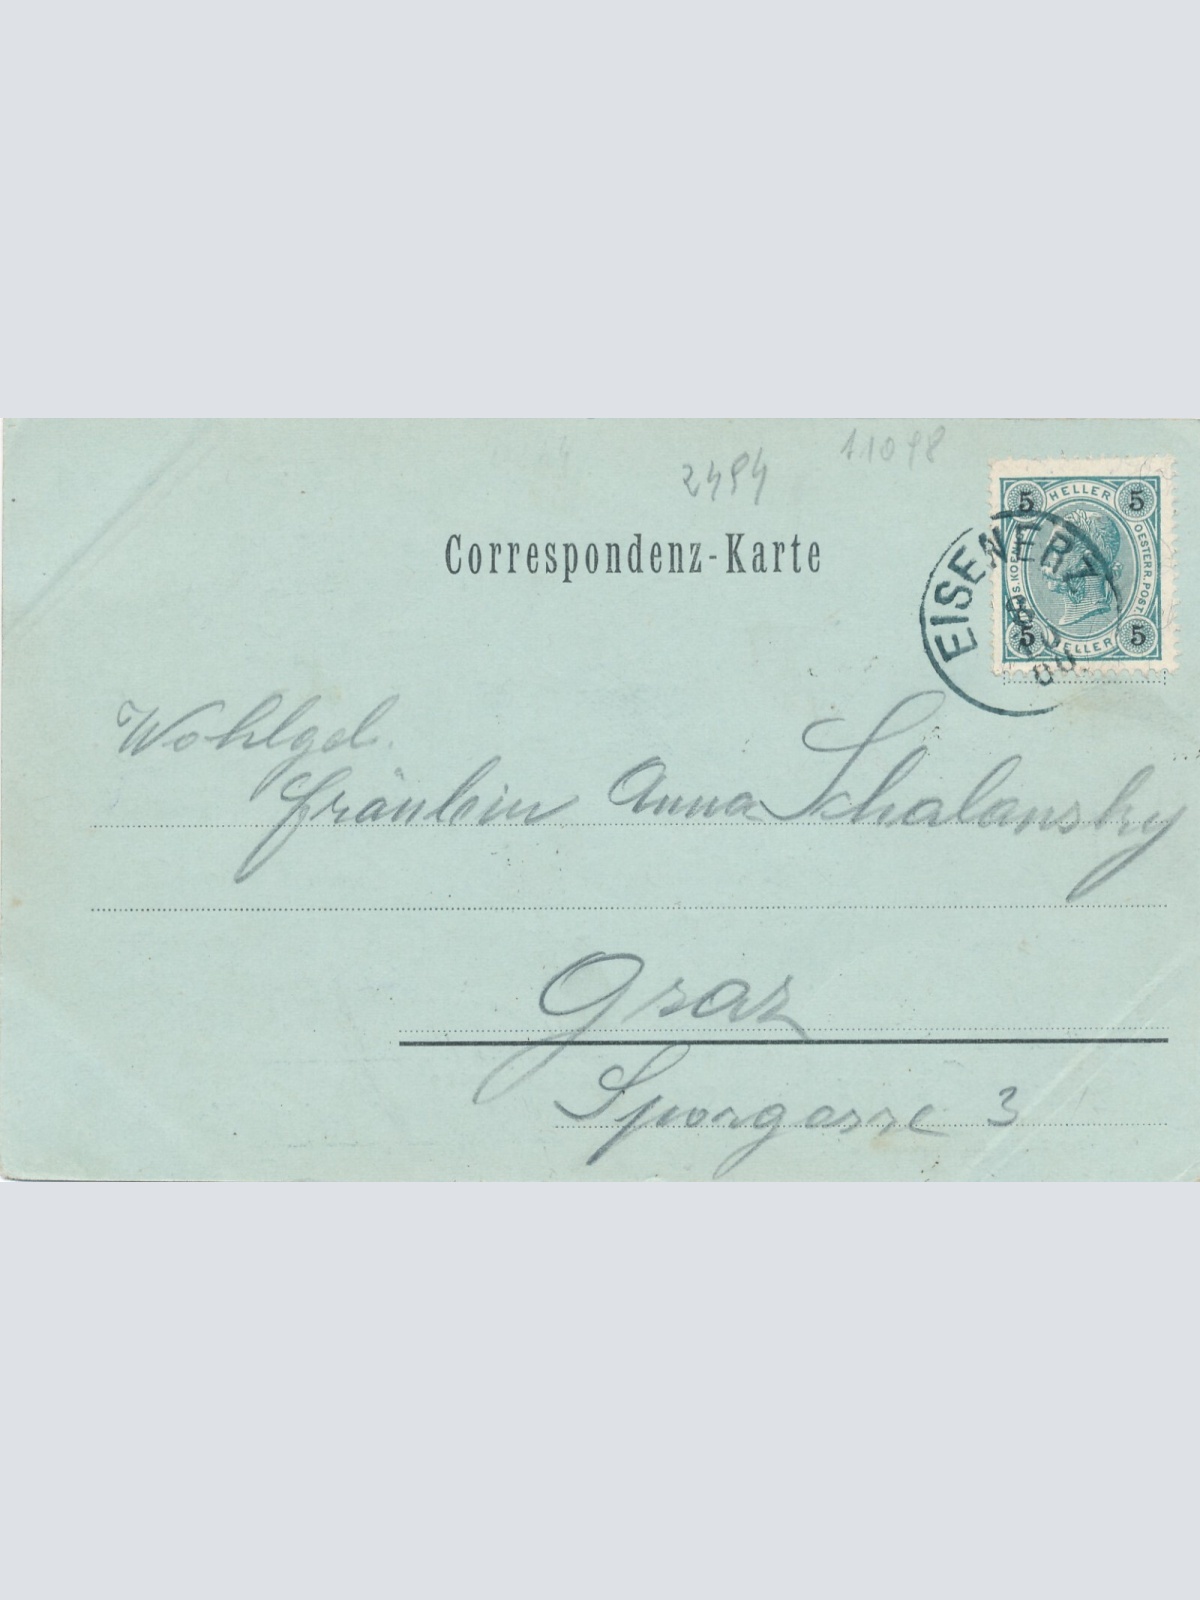 11098
2494
Correspondenz-Karte
5 HELLER 5
OESTERR. POST.
5 HELLER 5
EISENERZ
Wohlgel.
Fräulein Anna Schalansky
Graz
Sporgasse 3